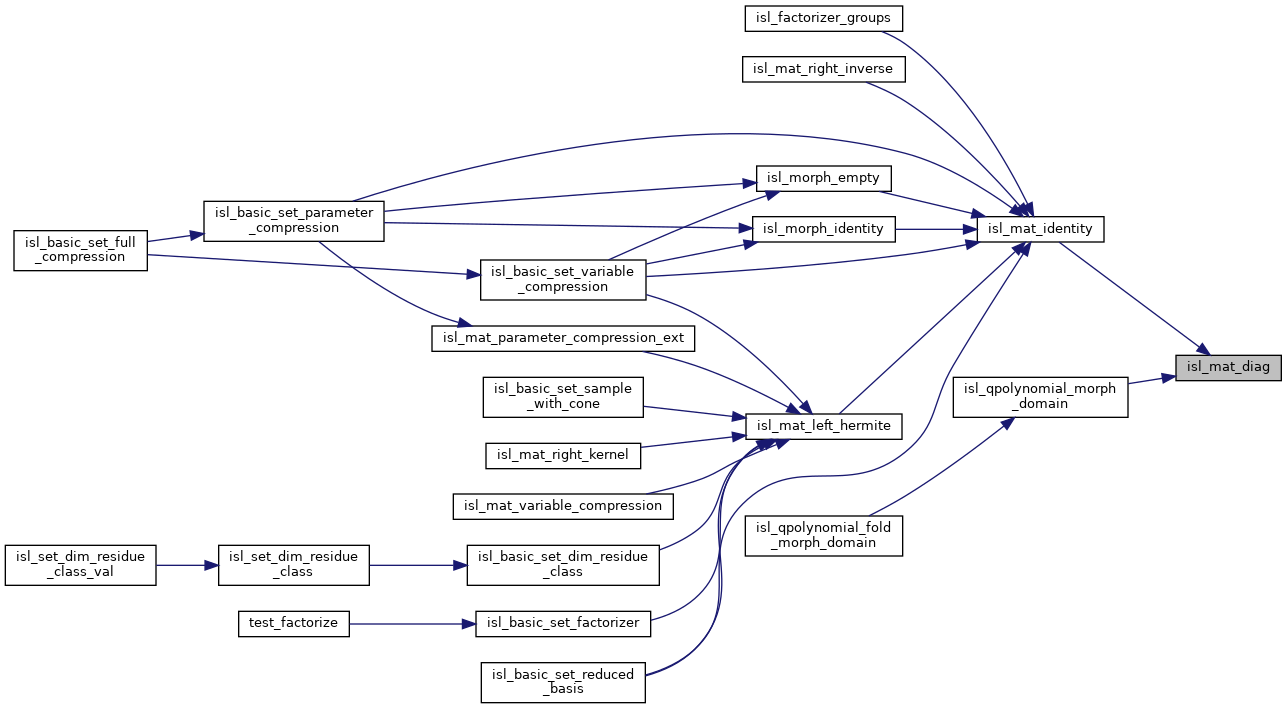 isl_factorizer_groups
isl_mat_right_inverse
isl_morph_empty
isl_basic_set_parameter
_compression
isl_morph_identity
isl_mat_identity
isl_basic_set_full
_compression
isl_basic_set_variable
_compression
isl_mat_parameter_compression_ext
isl_mat_diag
isl_basic_set_sample
_with_cone
isl_qpolynomial_morph
_domain
isl_mat_left_hermite
isl_mat_right_kernel
isl_mat_variable_compression
isl_qpolynomial_fold
_morph_domain
isl_set_dim_residue
_class_val
isl_set_dim_residue
_class
isl_basic_set_dim_residue
_class
test_factorize
isl_basic_set_factorizer
isl_basic_set_reduced
_basis